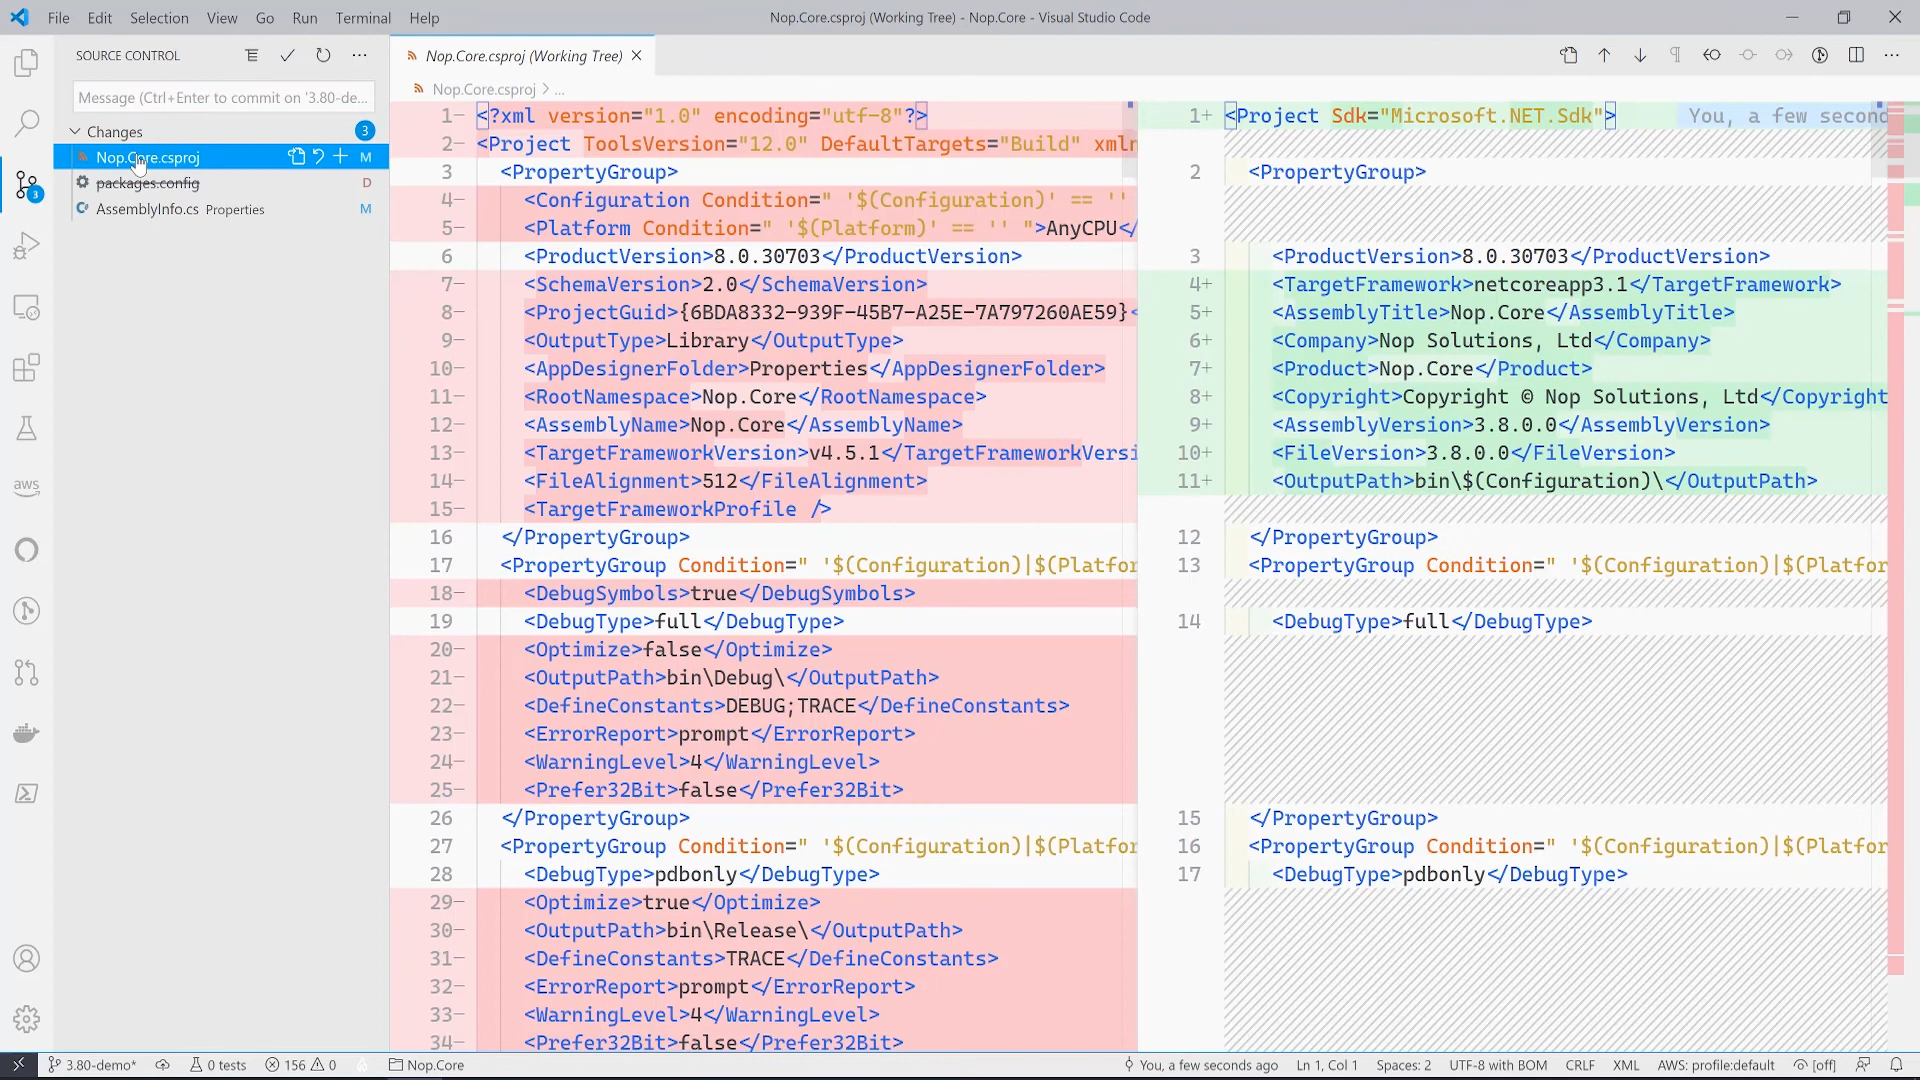 File Edit Selection View Go Run Terminal Help
Nop.Core.csproj (Working Tree) - Nop.Core - Visual Studio Code
SOURCE CONTROL
Message (Ctrl+Enter to commit on '3.80-de...
Changes 3
Nop.Core.csproj M
packages.config D
AssemblyInfo.cs Properties M
3
aws
Nop.Core.csproj (Working Tree)
Nop.Core.csproj > ...
1− <?xml version="1.0" encoding="utf-8"?>
2− <Project ToolsVersion="12.0" DefaultTargets="Build" xmln
3 <PropertyGroup>
4− <Configuration Condition=" '$(Configuration)' == ''
5− <Platform Condition=" '$(Platform)' == '' ">AnyCPU</
6 <ProductVersion>8.0.30703</ProductVersion>
7− <SchemaVersion>2.0</SchemaVersion>
8− <ProjectGuid>{6BDA8332-939F-45B7-A25E-7A797260AE59}<
9− <OutputType>Library</OutputType>
10− <AppDesignerFolder>Properties</AppDesignerFolder>
11− <RootNamespace>Nop.Core</RootNamespace>
12− <AssemblyName>Nop.Core</AssemblyName>
13− <TargetFrameworkVersion>v4.5.1</TargetFrameworkVersi
14− <FileAlignment>512</FileAlignment>
15− <TargetFrameworkProfile />
16 </PropertyGroup>
17 <PropertyGroup Condition=" '$(Configuration)|$(Platfor
18− <DebugSymbols>true</DebugSymbols>
19 <DebugType>full</DebugType>
20− <Optimize>false</Optimize>
21− <OutputPath>bin\Debug\</OutputPath>
22− <DefineConstants>DEBUG;TRACE</DefineConstants>
23− <ErrorReport>prompt</ErrorReport>
24− <WarningLevel>4</WarningLevel>
25− <Prefer32Bit>false</Prefer32Bit>
26 </PropertyGroup>
27 <PropertyGroup Condition=" '$(Configuration)|$(Platfor
28 <DebugType>pdbonly</DebugType>
29− <Optimize>true</Optimize>
30− <OutputPath>bin\Release\</OutputPath>
31− <DefineConstants>TRACE</DefineConstants>
32− <ErrorReport>prompt</ErrorReport>
33− <WarningLevel>4</WarningLevel>
34− <Prefer32Bit>false</Prefer32Bit>
1+ <Project Sdk="Microsoft.NET.Sdk"> You, a few second
2 <PropertyGroup>
3 <ProductVersion>8.0.30703</ProductVersion>
4+ <TargetFramework>netcoreapp3.1</TargetFramework>
5+ <AssemblyTitle>Nop.Core</AssemblyTitle>
6+ <Company>Nop Solutions, Ltd</Company>
7+ <Product>Nop.Core</Product>
8+ <Copyright>Copyright © Nop Solutions, Ltd</Copyright
9+ <AssemblyVersion>3.8.0.0</AssemblyVersion>
10+ <FileVersion>3.8.0.0</FileVersion>
11+ <OutputPath>bin\$(Configuration)\</OutputPath>
12 </PropertyGroup>
13 <PropertyGroup Condition=" '$(Configuration)|$(Platfor
14 <DebugType>full</DebugType>
15 </PropertyGroup>
16 <PropertyGroup Condition=" '$(Configuration)|$(Platfor
17 <DebugType>pdbonly</DebugType>
3.80-demo* 0 tests 156 0 Nop.Core You, a few seconds ago Ln 1, Col 1 Spaces: 2 UTF-8 with BOM CRLF XML AWS: profile:default [off]